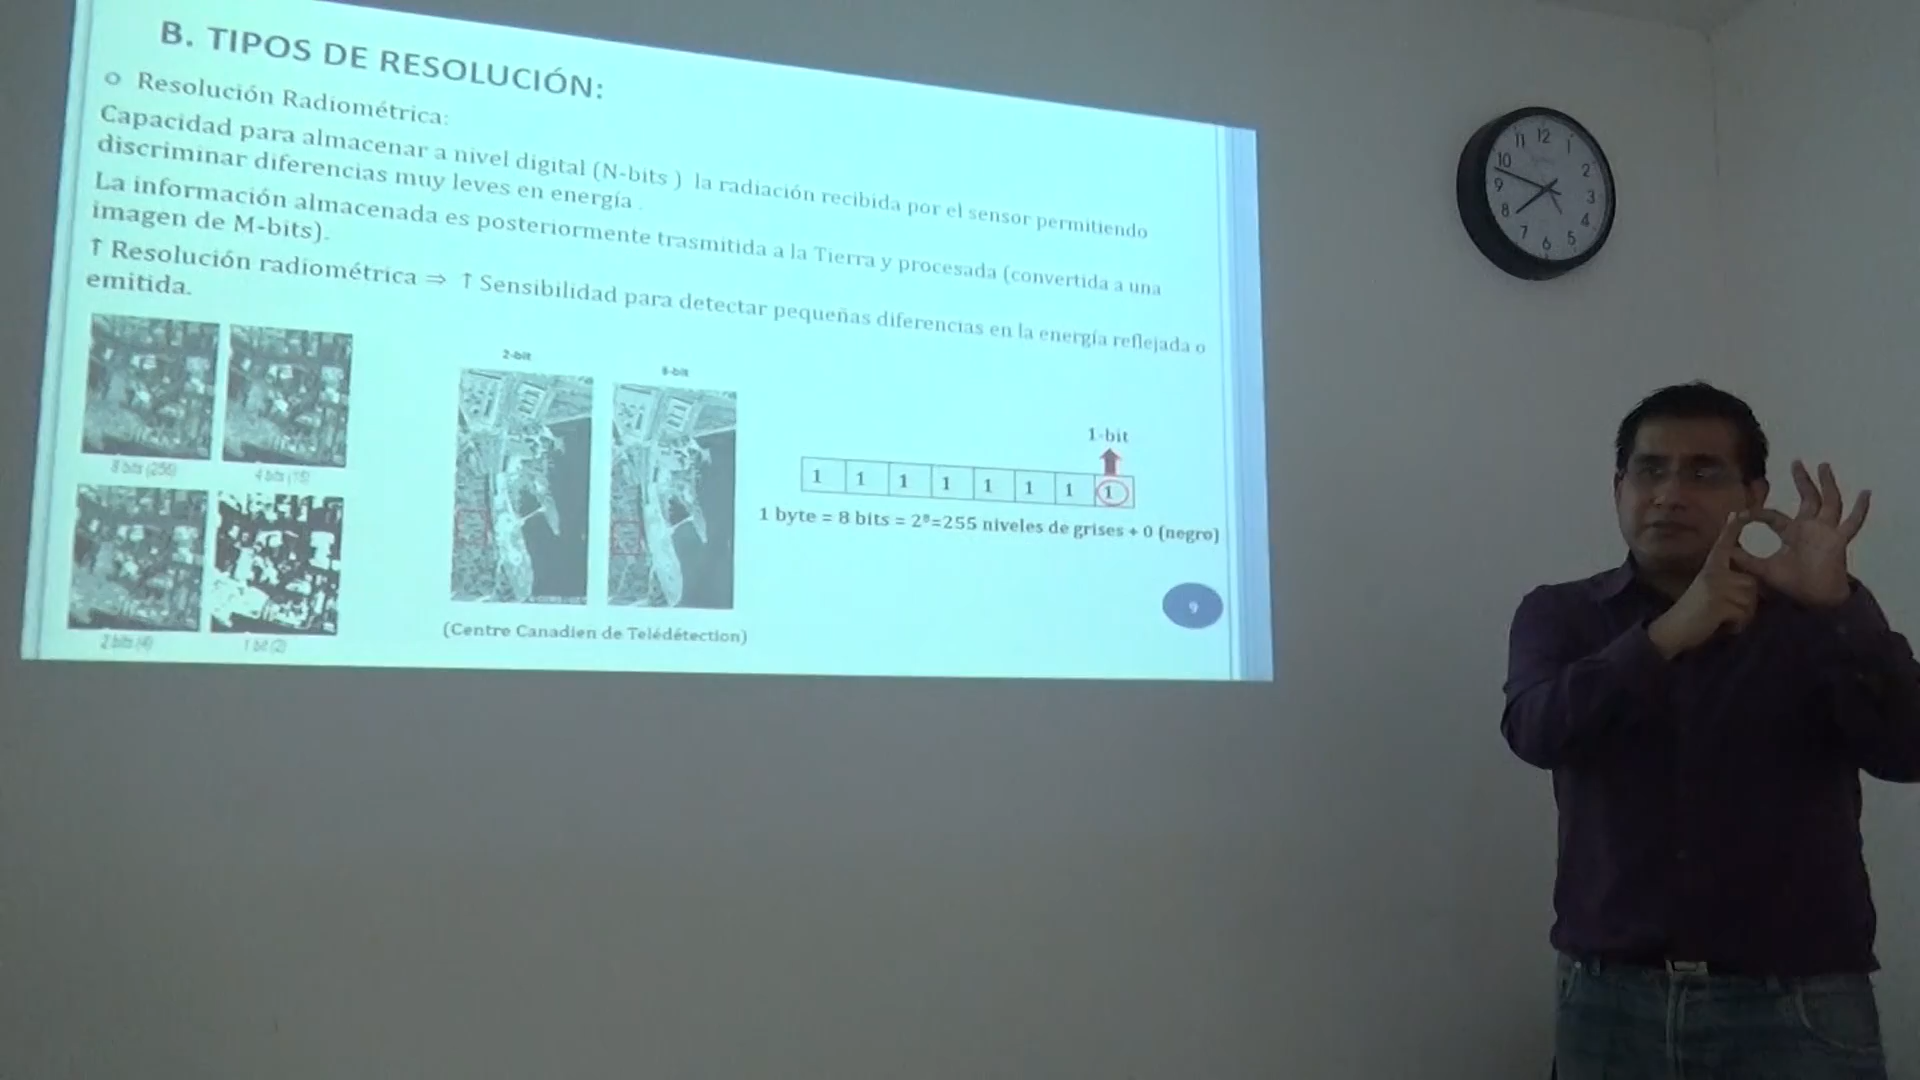 B. TIPOS DE RESOLUCIÓN:
o Resolución Radiométrica:
Capacidad para almacenar a nivel digital (N-bits ) la radiación recibida por el sensor permitiendo
discriminar diferencias muy leves en energía .
La información almacenada es posteriormente trasmitida a la Tierra y procesada (convertida a una
imagen de M-bits).
↑ Resolución radiométrica ⇒ ↑ Sensibilidad para detectar pequeñas diferencias en la energía reflejada o
emitida.
2-bit
8-bit
8 bits (256)
4 bits
2 bits (4)
1 bit (2)
1-bit
1 1 1 1 1 1 1 1
1 byte = 8 bits = 2⁸=255 niveles de grises + 0 (negro)
(Centre Canadien de Télédétection)
9
11 12 1
10 2
9 3
8 4
7 6 5